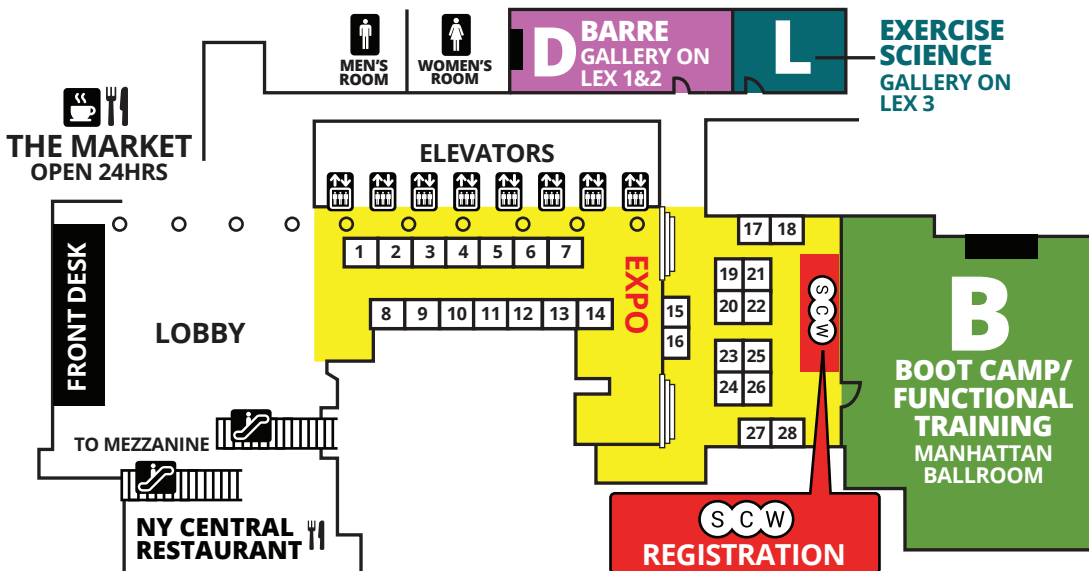 MEN'S
ROOM
WOMEN'S
ROOM
D
BARRE
GALLERY ON
LEX 1&2
L
EXERCISE
SCIENCE
GALLERY ON
LEX 3
THE MARKET
OPEN 24HRS
ELEVATORS
FRONT DESK
LOBBY
1 2 3 4 5 6 7
8 9 10 11 12 13 14
EXPO
15
16
17 18
19 21
20 22
23 25
24 26
27 28
SCW
B
BOOT CAMP/
FUNCTIONAL
TRAINING
MANHATTAN
BALLROOM
TO MEZZANINE
NY CENTRAL
RESTAURANT
SCW
REGISTRATION